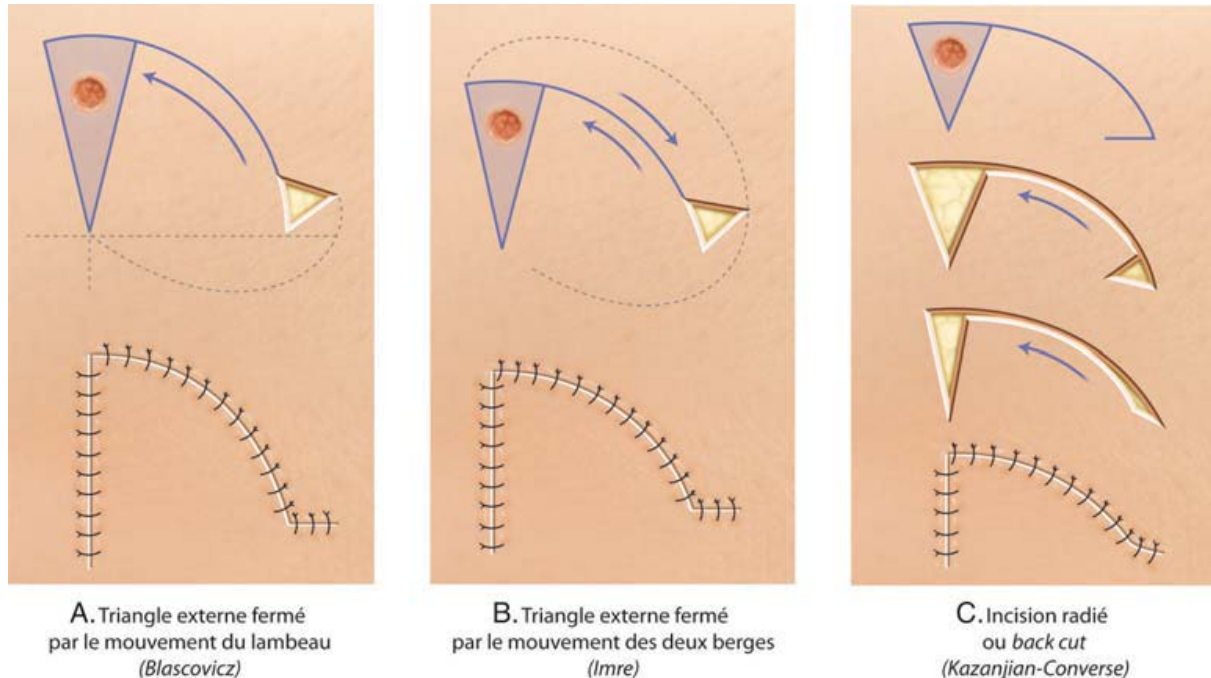 A. Triangle externe fermé
par le mouvement du lambeau
(Blascovicz)
B. Triangle externe fermé
par le mouvement des deux berges
(Imre)
C. Incision radié
ou back cut
(Kazanjian-Converse)